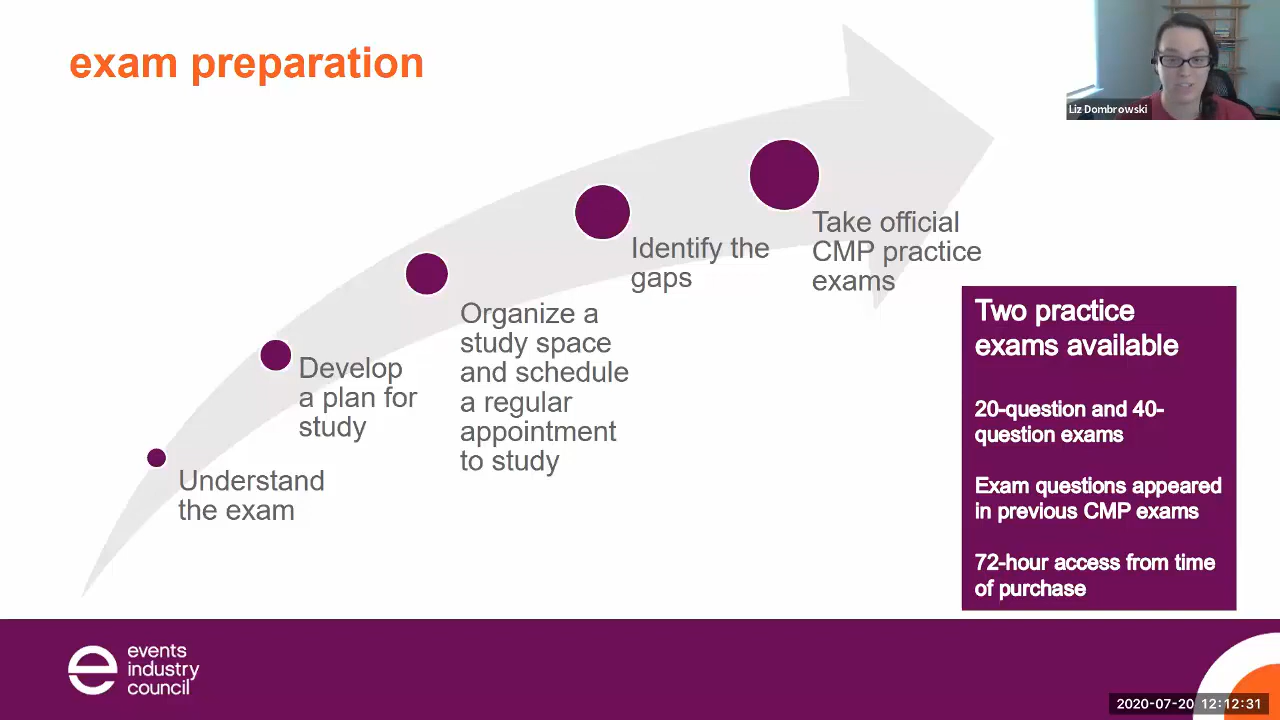 exam preparation
Liz Dombrowski
Take official
CMP practice
exams
Identify the
gaps
Organize a
study space
and schedule
a regular
appointment
to study
Develop
a plan for
study
Understand
the exam
Two practice
exams available
20-question and 40-
question exams
Exam questions appeared
in previous CMP exams
72-hour access from time
of purchase
events
industry
council
2020-07-20 12:12:31